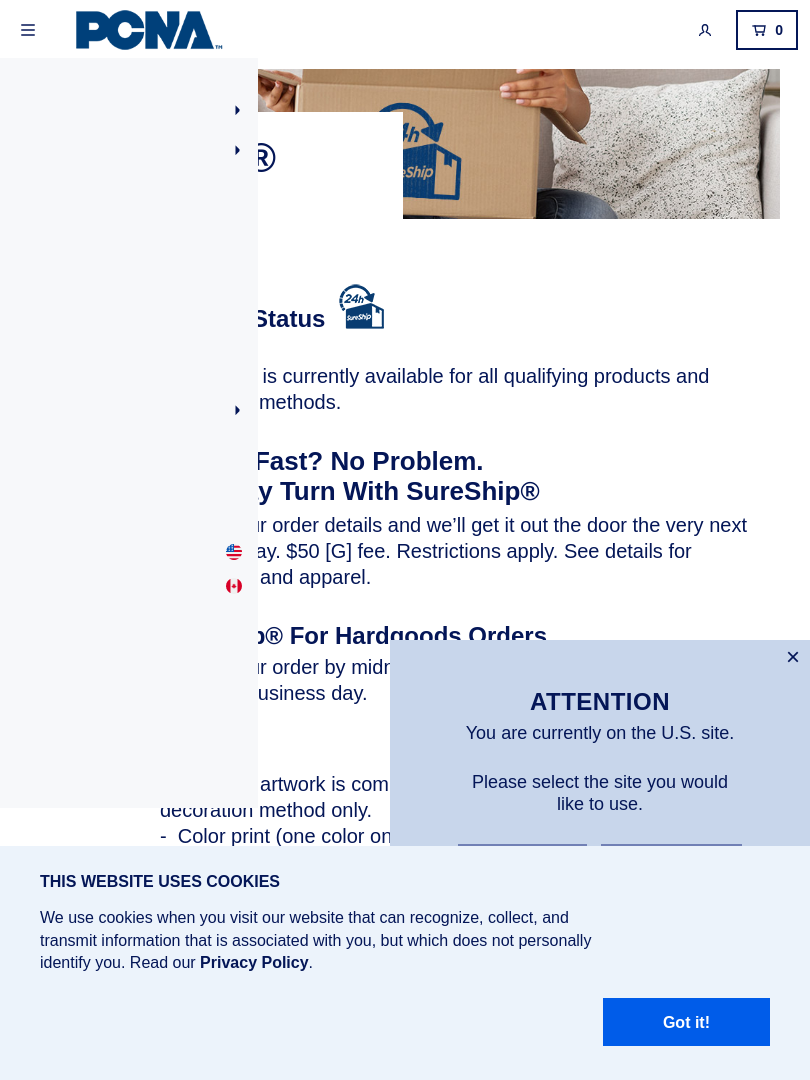 PCNA™
0
24h
eShip
®
Status
24h
SureShip
is currently available for all qualifying products and
methods.
Fast? No Problem.
y Turn With SureShip®
r order details and we’ll get it out the door the very next
ay. $50 [G] fee. Restrictions apply. See details for
and apparel.
p® For Hardgoods Orders
r order by midn
usiness day.
artwork is com
decoration method only.
- Color print (one color on
×
ATTENTION
You are currently on the U.S. site.
Please select the site you would
like to use.
THIS WEBSITE USES COOKIES
We use cookies when you visit our website that can recognize, collect, and
transmit information that is associated with you, but which does not personally
identify you. Read our Privacy Policy.
Got it!